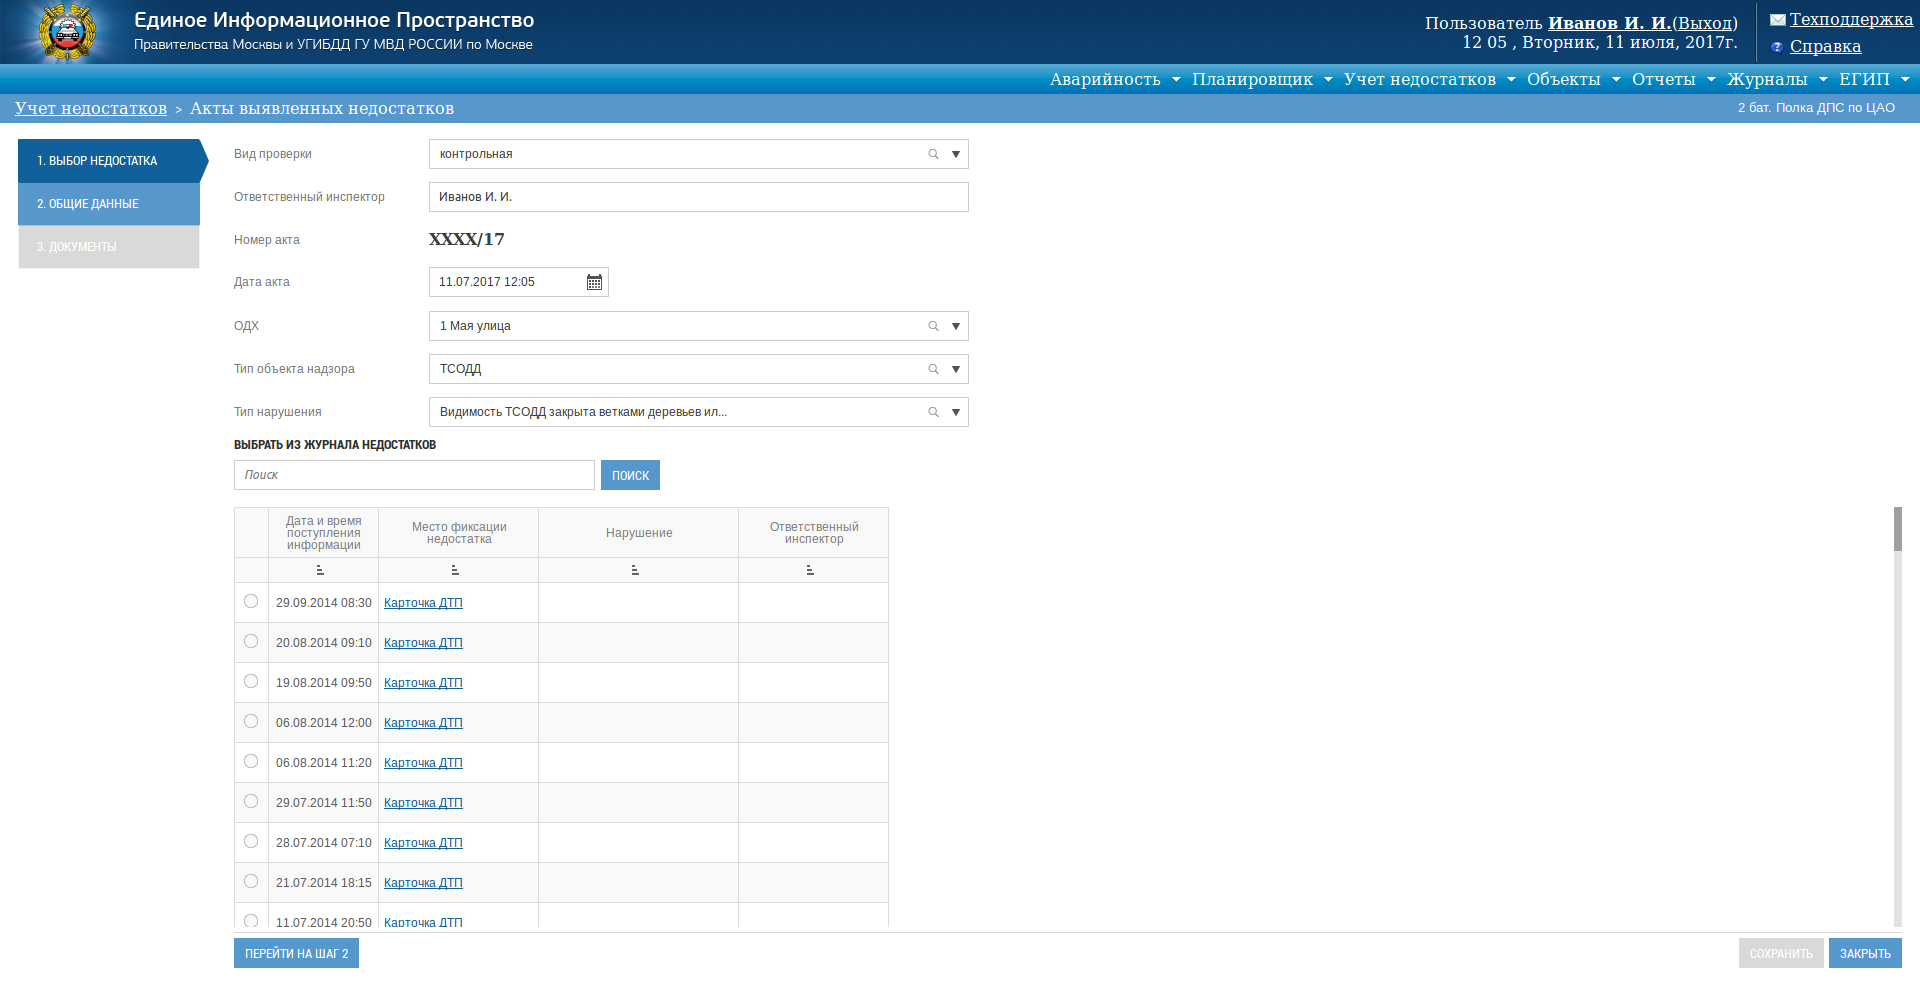 Единое Информационное Пространство
Правительства Москвы и УГИБДД ГУ МВД РОССИИ по Москве
Пользователь Иванов И. И.(Выход)
12 05 , Вторник, 11 июля, 2017г.
Техподдержка
Справка
Аварийность Планировщик Учет недостатков Объекты Отчеты Журналы ЕГИП
Учет недостатков > Акты выявленных недостатков
2 бат. Полка ДПС по ЦАО
1. ВЫБОР НЕДОСТАТКА
2. ОБЩИЕ ДАННЫЕ
3. ДОКУМЕНТЫ
Вид проверки контрольная
Ответственный инспектор Иванов И. И.
Номер акта XXXX/17
Дата акта 11.07.2017 12:05
ОДХ 1 Мая улица
Тип объекта надзора ТСОДД
Тип нарушения Видимость ТСОДД закрыта ветками деревьев ил...
ВЫБРАТЬ ИЗ ЖУРНАЛА НЕДОСТАТКОВ
Поиск ПОИСК
Дата и время
поступления
информации
Место фиксации
недостатка
Нарушение
Ответственный
инспектор
29.09.2014 08:30 Карточка ДТП
20.08.2014 09:10 Карточка ДТП
19.08.2014 09:50 Карточка ДТП
06.08.2014 12:00 Карточка ДТП
06.08.2014 11:20 Карточка ДТП
29.07.2014 11:50 Карточка ДТП
28.07.2014 07:10 Карточка ДТП
21.07.2014 18:15 Карточка ДТП
11.07.2014 20:50 Карточка ДТП
ПЕРЕЙТИ НА ШАГ 2 СОХРАНИТЬ ЗАКРЫТЬ